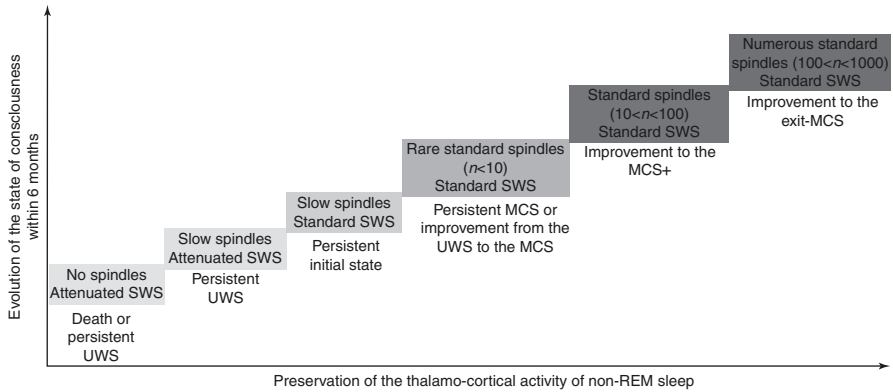 Evolution of the state of consciousness
within 6 months
No spindles
Attenuated SWS
Death or
persistent
UWS
Slow spindles
Attenuated SWS
Persistent
UWS
Slow spindles
Standard SWS
Persistent
initial state
Rare standard spindles
(n<10)
Standard SWS
Persistent MCS or
improvement from the
UWS to the MCS
Standard spindles
(10<n<100)
Standard SWS
Improvement to the
MCS+
Numerous standard
spindles (100<n<1000)
Standard SWS
Improvement to the
exit-MCS
Preservation of the thalamo-cortical activity of non-REM sleep